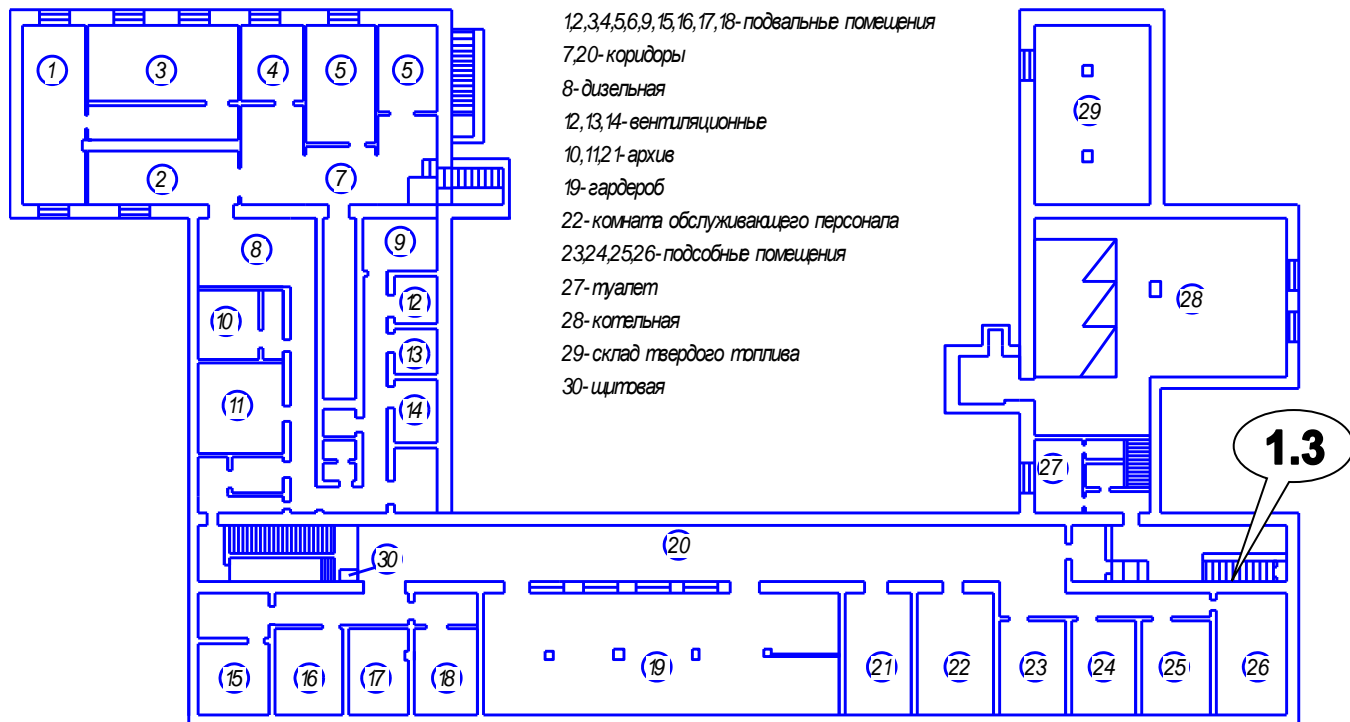 1,2,3,4,5,6,9,15,16,17,18- подвальные помещения
7,20- коридоры
8- дизельная
12,13,14- вентиляционные
10,11,21- архив
19- гардероб
22- комната обслуживающего персонала
23,24,25,26- подсобные помещения
27- туалет
28- котельная
29- склад твердого топлива
30- щитовая
1
3
4
5
5
29
2
7
8
9
12
28
10
13
11
14
1.3
27
30
20
15
16
17
18
19
21
22
23
24
25
26